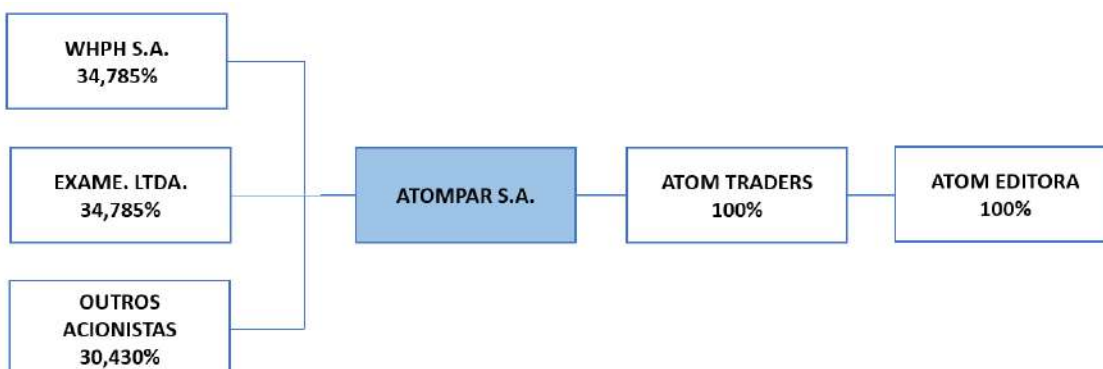 WHPH S.A.
34,785%
EXAME. LTDA.
34,785%
OUTROS
ACIONISTAS
30,430%
ATOMPAR S.A.
ATOM TRADERS
100%
ATOM EDITORA
100%